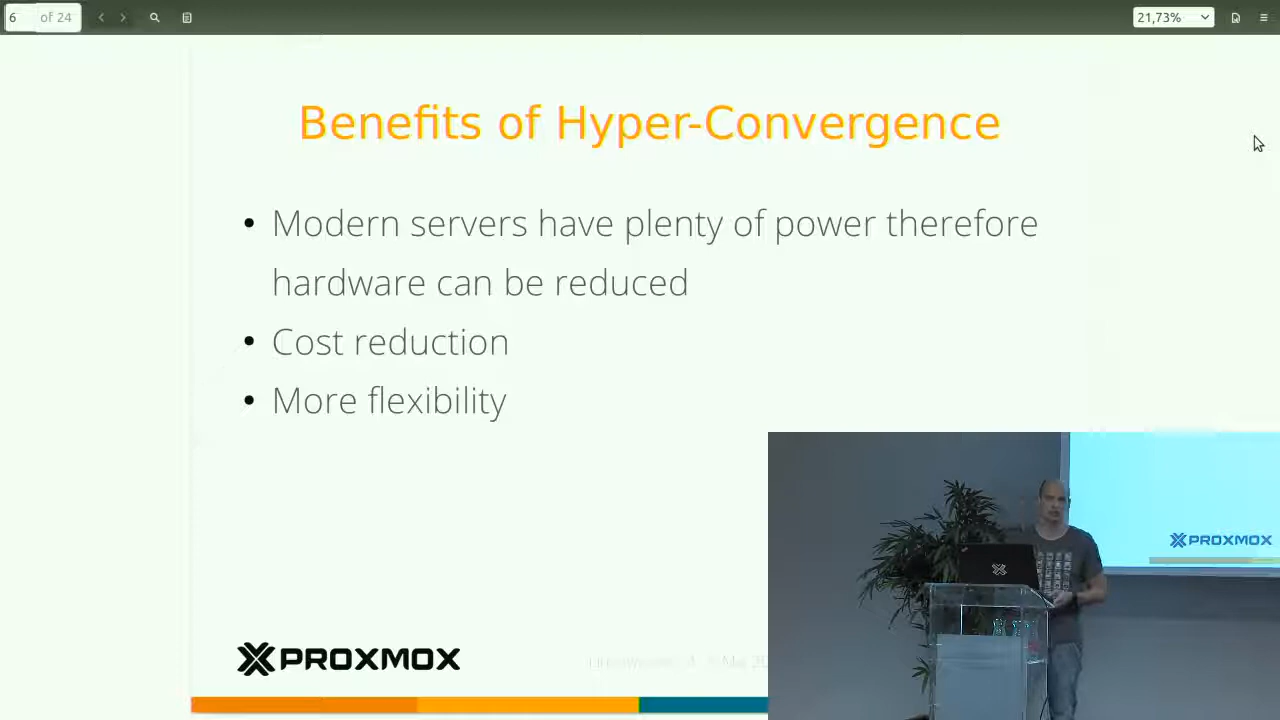 6 of 24
21,73%
Benefits of Hyper-Convergence
• Modern servers have plenty of power therefore
hardware can be reduced
• Cost reduction
• More flexibility
PROXMOX
PROXMOX